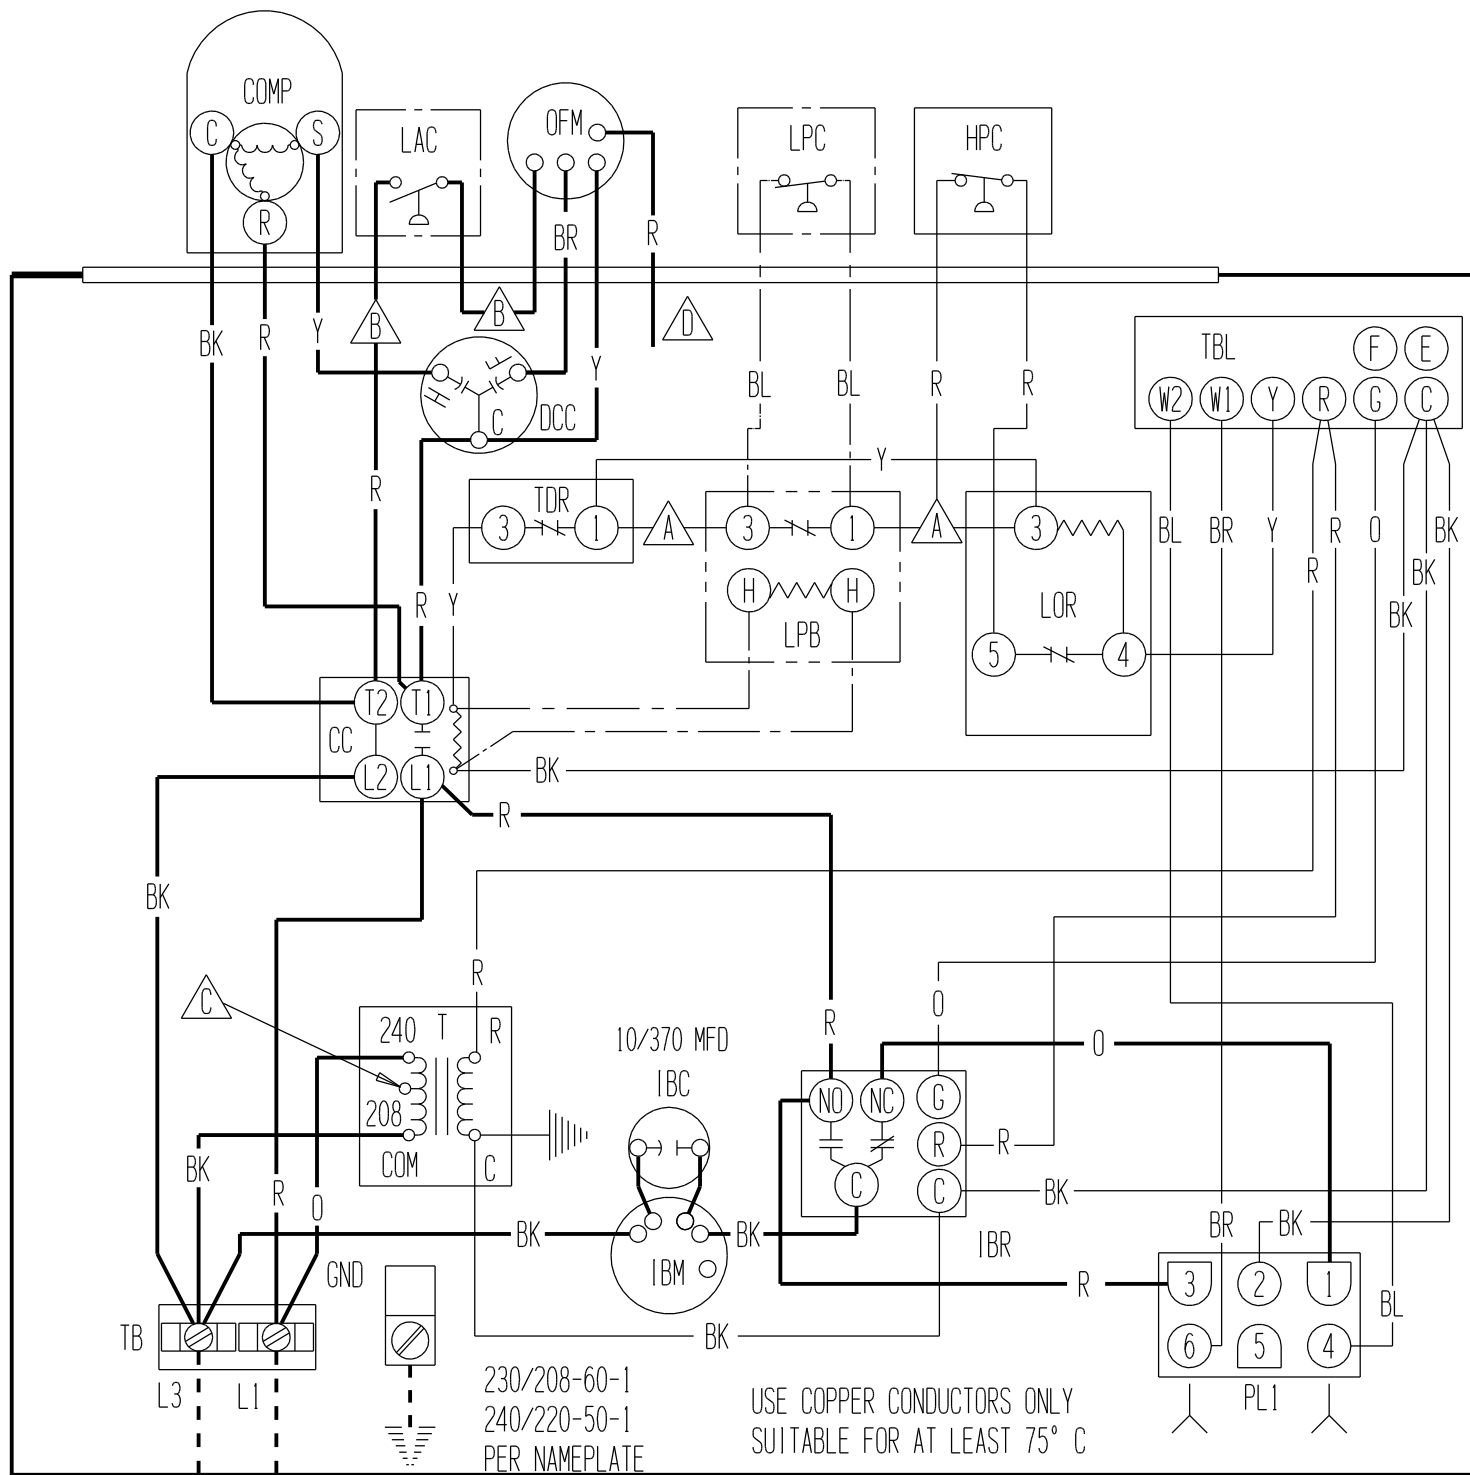 COMP
C
S
R
LAC
OFM
LPC
HPC
BR
R
BK
R
Y
B
B
D
Y
H
F
C
DCC
BL
BL
R
R
TBL
F
E
W2
W1
Y
R
G
C
R
Y
TDR
3
1
A
3
1
A
3
BL
BR
Y
R
R
O
BK
BK
BK
H
H
LPB
LOR
5
4
R
Y
T2
T1
CC
L2
L1
BK
R
BK
C
R
R
O
240
T
R
208
COM
C
10/370 MFD
IBC
O
NO
NC
G
R
R
C
C
BK
IBR
BK
R
O
BK
BK
IBM
BR
BK
GND
R
3
2
1
BL
TB
BK
6
5
4
L3
L1
PL1
230/208-60-1
240/220-50-1
PER NAMEPLATE
USE COPPER CONDUCTORS ONLY
SUITABLE FOR AT LEAST 75° C